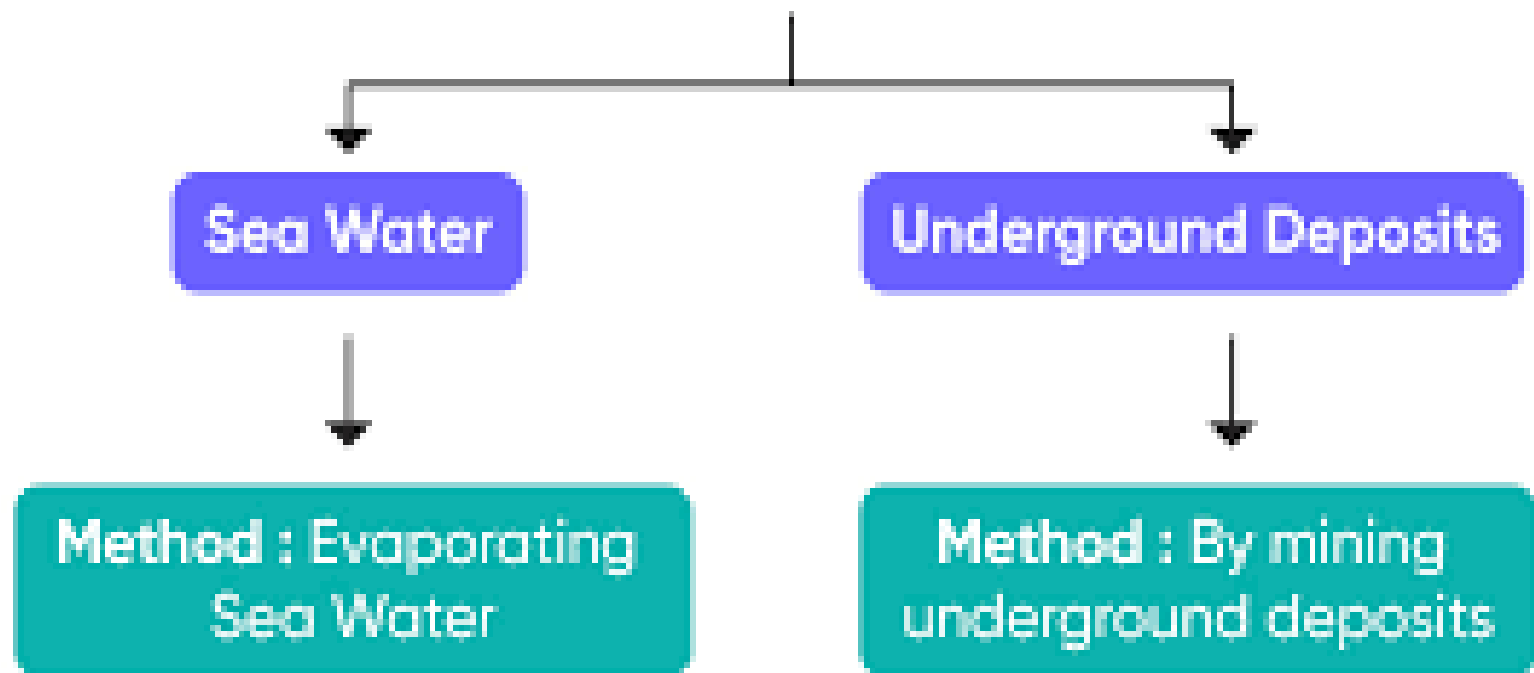 Sea Water
Underground Deposits
Method : Evaporating
Sea Water
Method : By mining
underground deposits